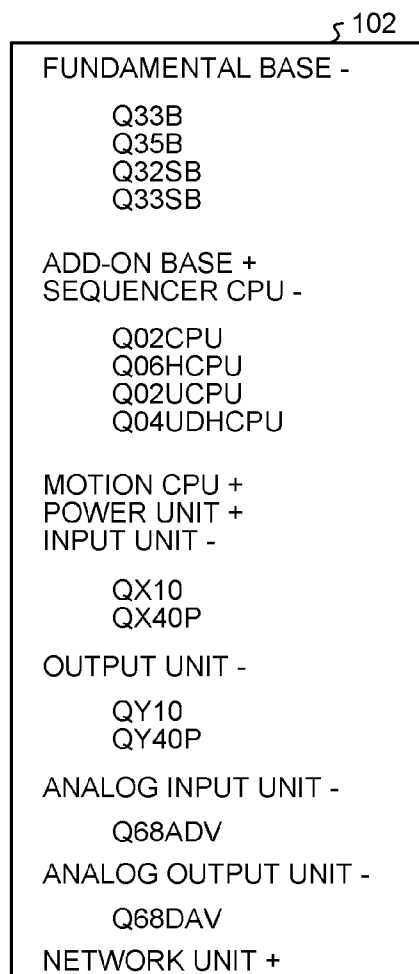 102
FUNDAMENTAL BASE -
Q33B
Q35B
Q32SB
Q33SB
ADD-ON BASE +
SEQUENCER CPU -
Q02CPU
Q06HCPU
Q02UCPU
Q04UDHCPU
MOTION CPU +
POWER UNIT +
INPUT UNIT -
QX10
QX40P
OUTPUT UNIT -
QY10
QY40P
ANALOG INPUT UNIT -
Q68ADV
ANALOG OUTPUT UNIT -
Q68DAV
NETWORK UNIT +